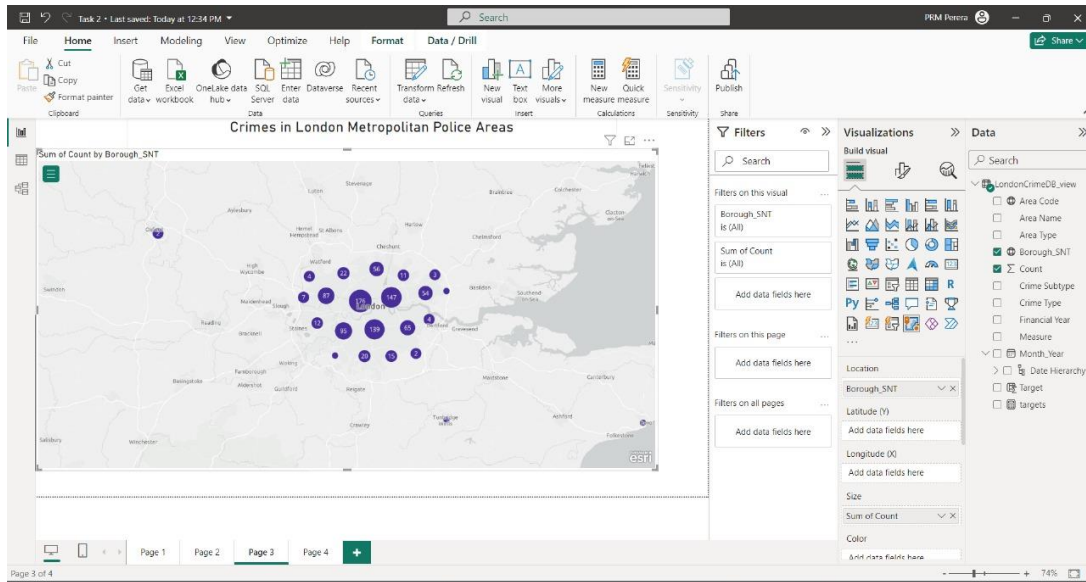 Task 2 • Last saved: Today at 12:34 PM
Search
PRM Perera
File Home Insert Modeling View Optimize Help Format Data / Drill
Share
Paste
Cut
Copy
Format painter
Clipboard
Get data
Excel workbook
OneLake data hub
SQL Server
Enter data
Dataverse
Recent sources
Data
Transform data
Refresh
Queries
New visual
Text box
More visuals
Insert
New measure
Quick measure
Calculations
Sensitivity
Sensitivity
Publish
Share
Crimes in London Metropolitan Police Areas
Sum of Count by Borough_SNT
Luton
Stevenage
Braintree
Colchester
Clacton
Aylesbury
Hemel Hempstead
St Albans
Harlow
Chelmsford
Cheshunt
High Wycombe
Watford
4
22
56
11
3
Swindon
Maidenhead
Slough
7
87
176
147
54
London
Basildon
Southend
Reading
Bracknell
Staines
12
95
139
65
4
Dartford
Gravesend
Woking
20
15
2
Farnborough
Basingstoke
Aldershot
Guildford
Reigate
Maidstone
Canterbury
Crawley
Tunbridge Wells
Ashford
Folkestone
Salisbury
Winchester
esri
Filters
Search
Filters on this visual
Borough_SNT
is (All)
Sum of Count
is (All)
Add data fields here
Filters on this page
Add data fields here
Filters on all pages
Add data fields here
Visualizations
Build visual
R
Py
Location
Borough_SNT
Latitude (Y)
Add data fields here
Longitude (X)
Add data fields here
Size
Sum of Count
Color
Add data fields here
Data
Search
LondonCrimeDB_view
Area Code
Area Name
Area Type
Borough_SNT
Count
Crime Subtype
Crime Type
Financial Year
Measure
Month_Year
Date Hierarchy
Target
targets
Page 1 Page 2 Page 3 Page 4 +
Page 3 of 4
74%